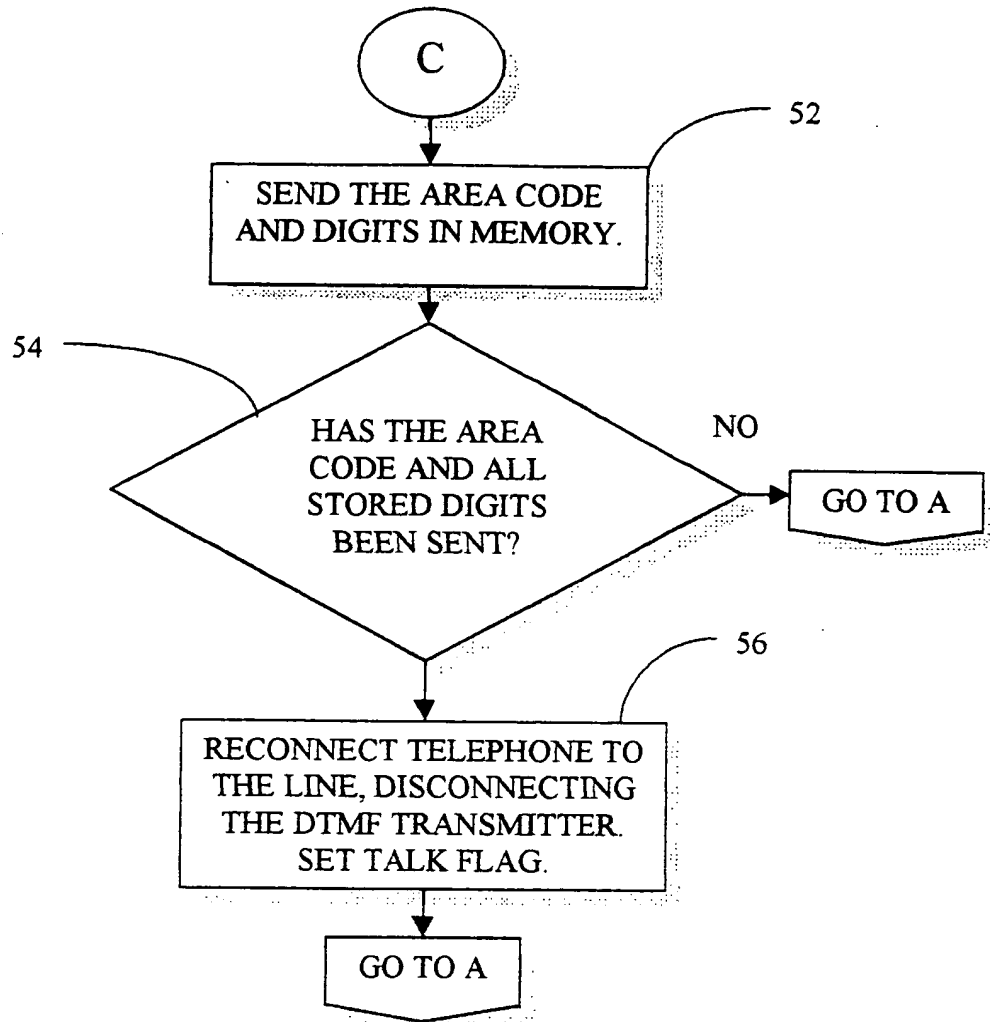 C
52
SEND THE AREA CODE
AND DIGITS IN MEMORY.
54
HAS THE AREA
CODE AND ALL
STORED DIGITS
BEEN SENT?
NO
GO TO A
56
RECONNECT TELEPHONE TO
THE LINE, DISCONNECTING
THE DTMF TRANSMITTER.
SET TALK FLAG.
GO TO A